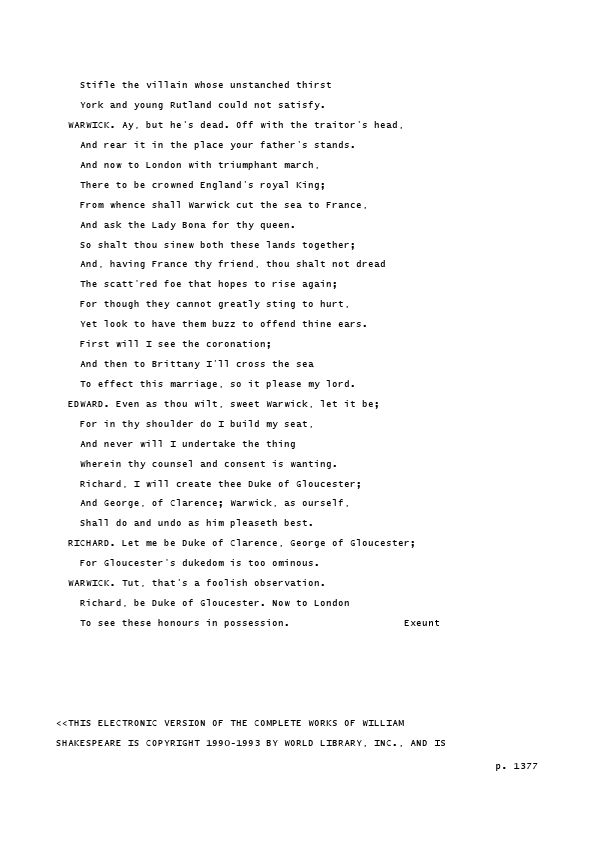 Stifle the villain whose unstanched thirst
York and young Rutland could not satisfy.
WARWICK. Ay, but he's dead. Off with the traitor's head,
And rear it in the place your father's stands.
And now to London with triumphant march,
There to be crowned England's royal King;
From whence shall Warwick cut the sea to France,
And ask the Lady Bona for thy queen.
So shalt thou sinew both these lands together;
And, having France thy friend, thou shalt not dread
The scatt'red foe that hopes to rise again;
For though they cannot greatly sting to hurt,
Yet look to have them buzz to offend thine ears.
First will I see the coronation;
And then to Brittany I'll cross the sea
To effect this marriage, so it please my lord.
EDWARD. Even as thou wilt, sweet Warwick, let it be;
For in thy shoulder do I build my seat,
And never will I undertake the thing
Wherein thy counsel and consent is wanting.
Richard, I will create thee Duke of Gloucester;
And George, of Clarence; Warwick, as ourself,
Shall do and undo as him pleaseth best.
RICHARD. Let me be Duke of Clarence, George of Gloucester;
For Gloucester's dukedom is too ominous.
WARWICK. Tut, that's a foolish observation.
Richard, be Duke of Gloucester. Now to London
To see these honours in possession. Exeunt
<<THIS ELECTRONIC VERSION OF THE COMPLETE WORKS OF WILLIAM
SHAKESPEARE IS COPYRIGHT 1990-1993 BY WORLD LIBRARY, INC., AND IS
p. 1377